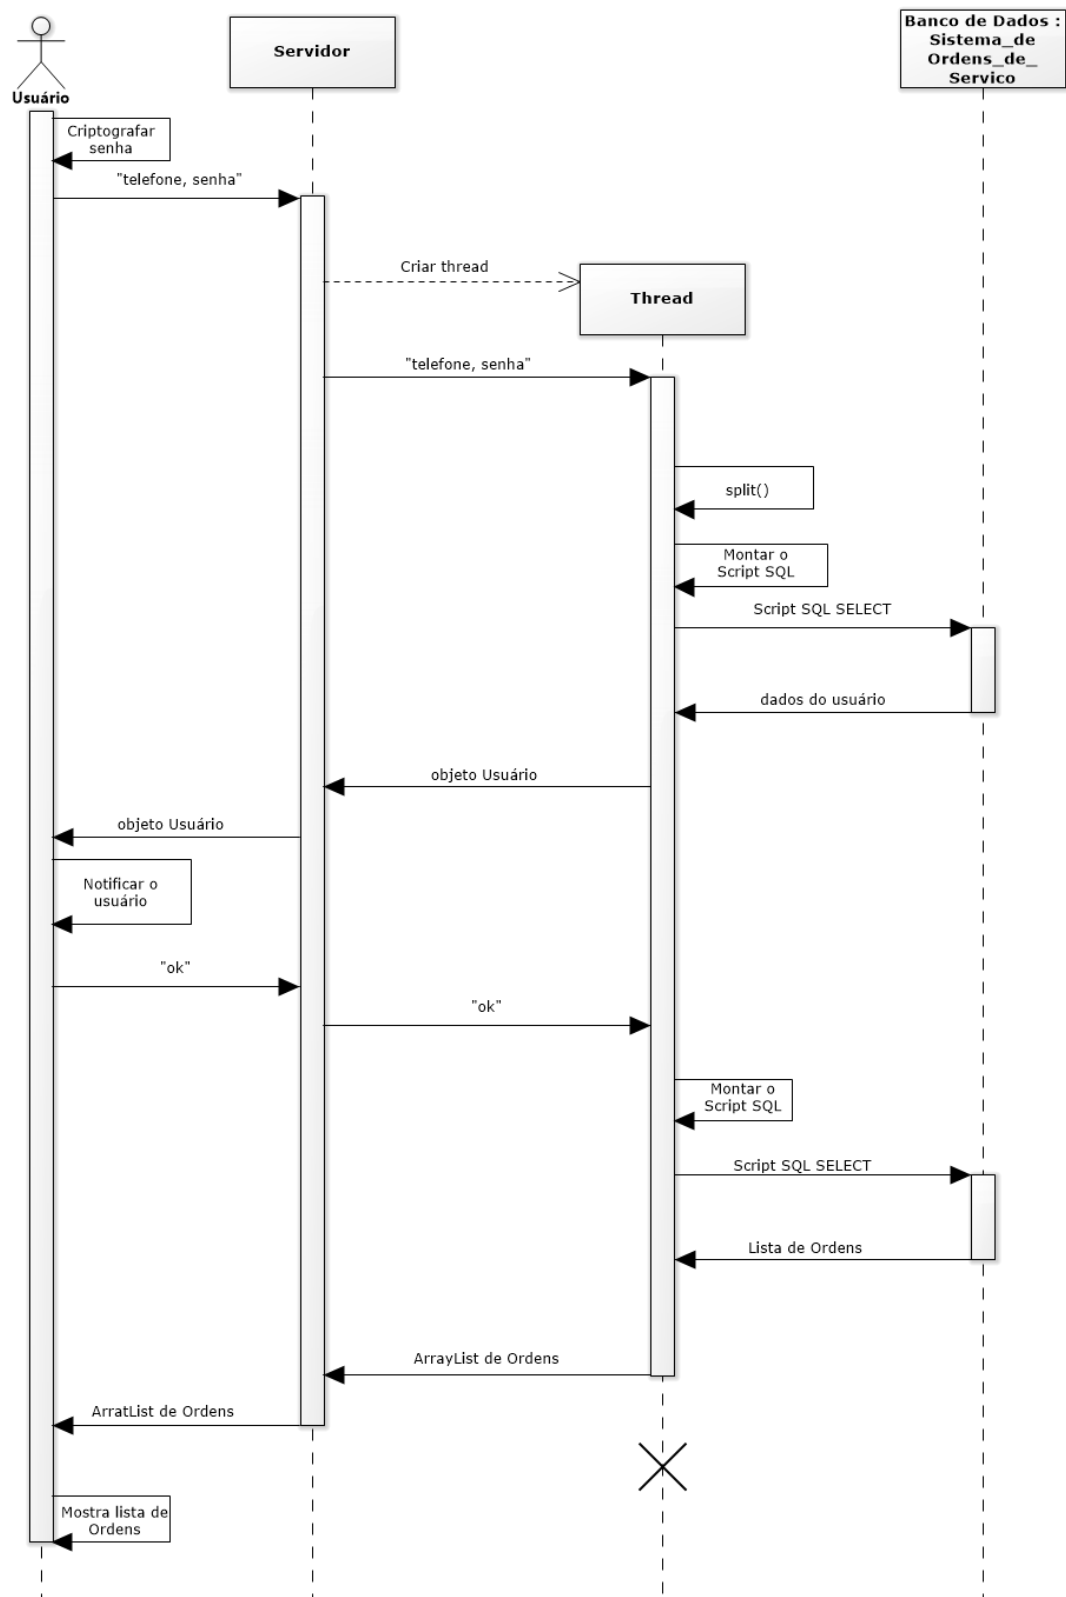 Usuário
Servidor
Banco de Dados :
Sistema_de
Ordens_de_
Servico
Criptografar
senha
"telefone, senha"
Criar thread
Thread
"telefone, senha"
split()
Montar o
Script SQL
Script SQL SELECT
dados do usuário
objeto Usuário
objeto Usuário
Notificar o
usuário
"ok"
"ok"
Montar o
Script SQL
Script SQL SELECT
Lista de Ordens
ArrayList de Ordens
ArratList de Ordens
Mostra lista de
Ordens